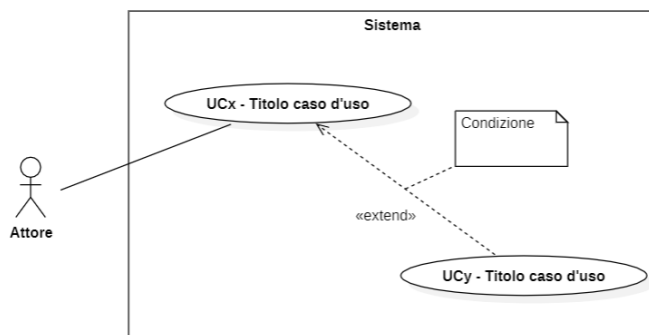 Sistema
UCx - Titolo caso d'uso
Condizione
Attore
«extend»
UCy - Titolo caso d'uso